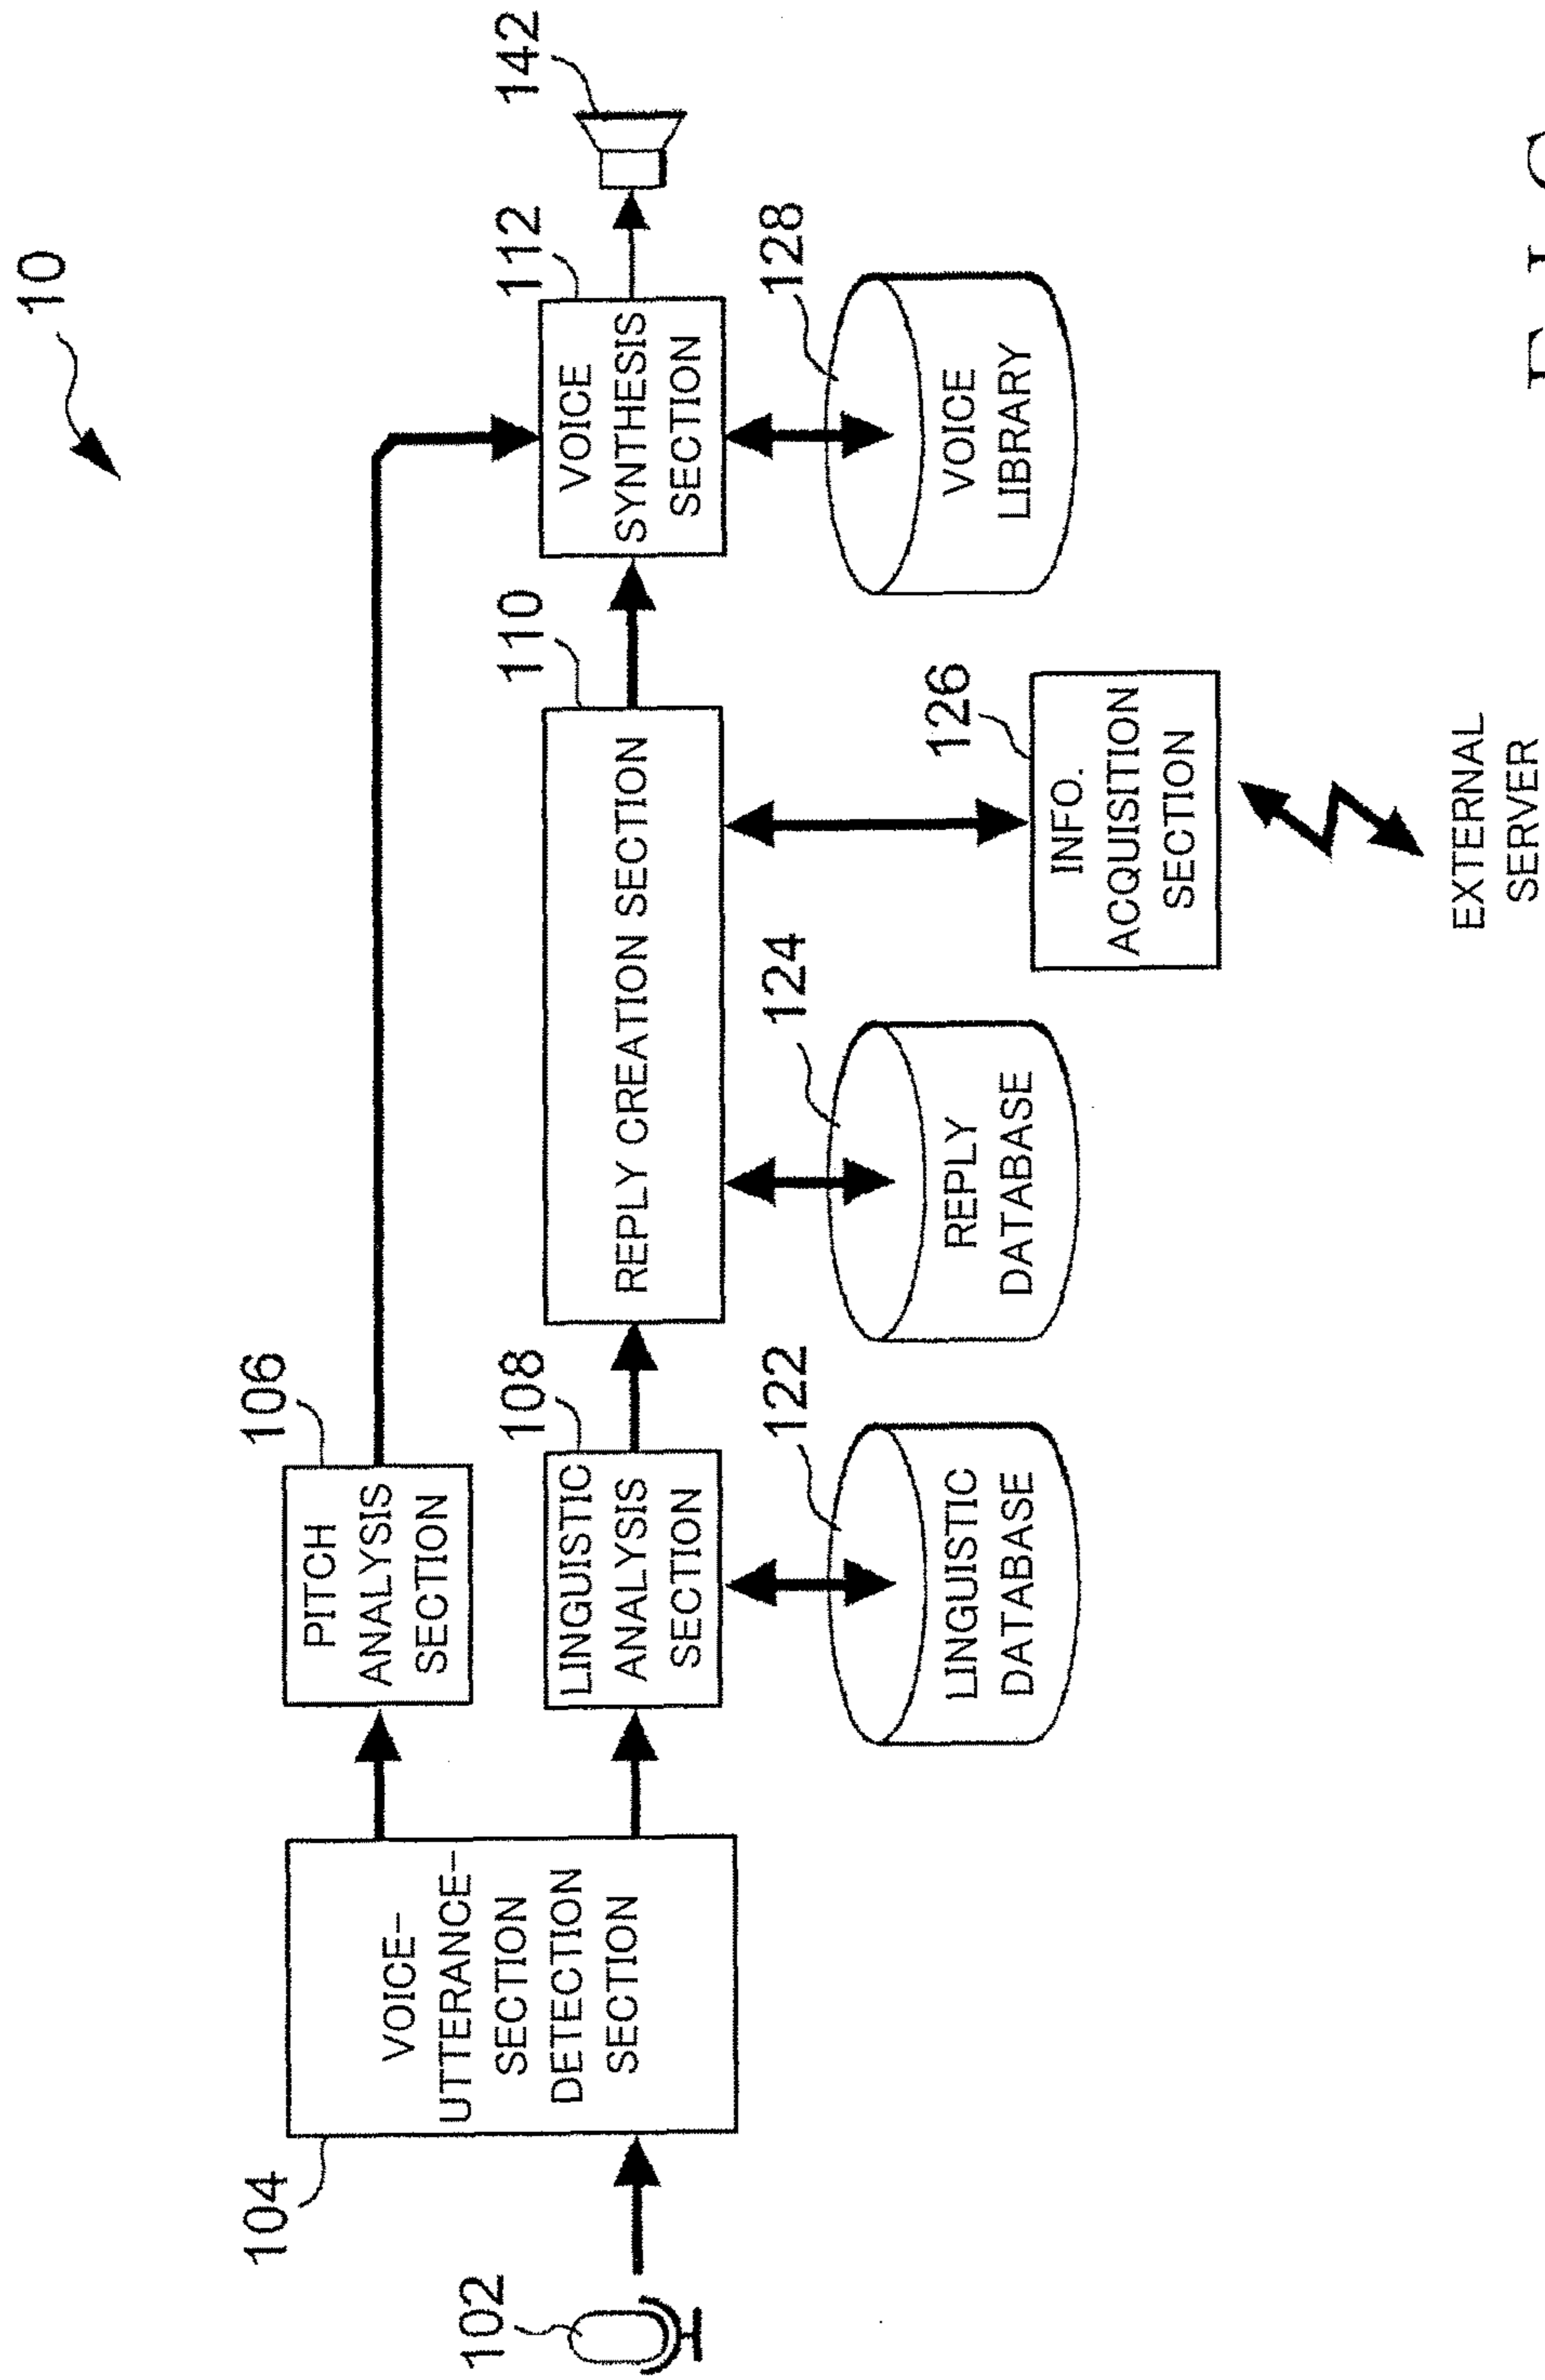 10
102
104
VOICE-
UTTERANCE-
SECTION
DETECTION
SECTION
106
PITCH
ANALYSIS
SECTION
108
LINGUISTIC
ANALYSIS
SECTION
110
REPLY CREATION SECTION
112
VOICE
SYNTHESIS
SECTION
142
122
LINGUISTIC
DATABASE
124
REPLY
DATABASE
126
INFO.
ACQUISITION
SECTION
128
VOICE
LIBRARY
EXTERNAL
SERVER